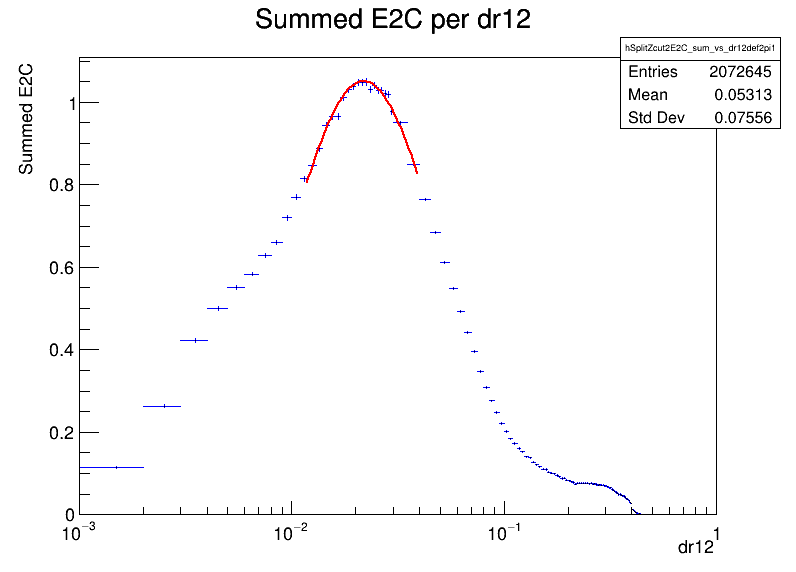 Summed E2C per dr12
hSplitZcut2E2C_sum_vs_dr12def2pi1
Entries 2072645
Mean 0.05313
Std Dev 0.07556
Summed E2C
1
0.8
0.6
0.4
0.2
0
10⁻³ 10⁻² 10⁻¹ 1
dr12